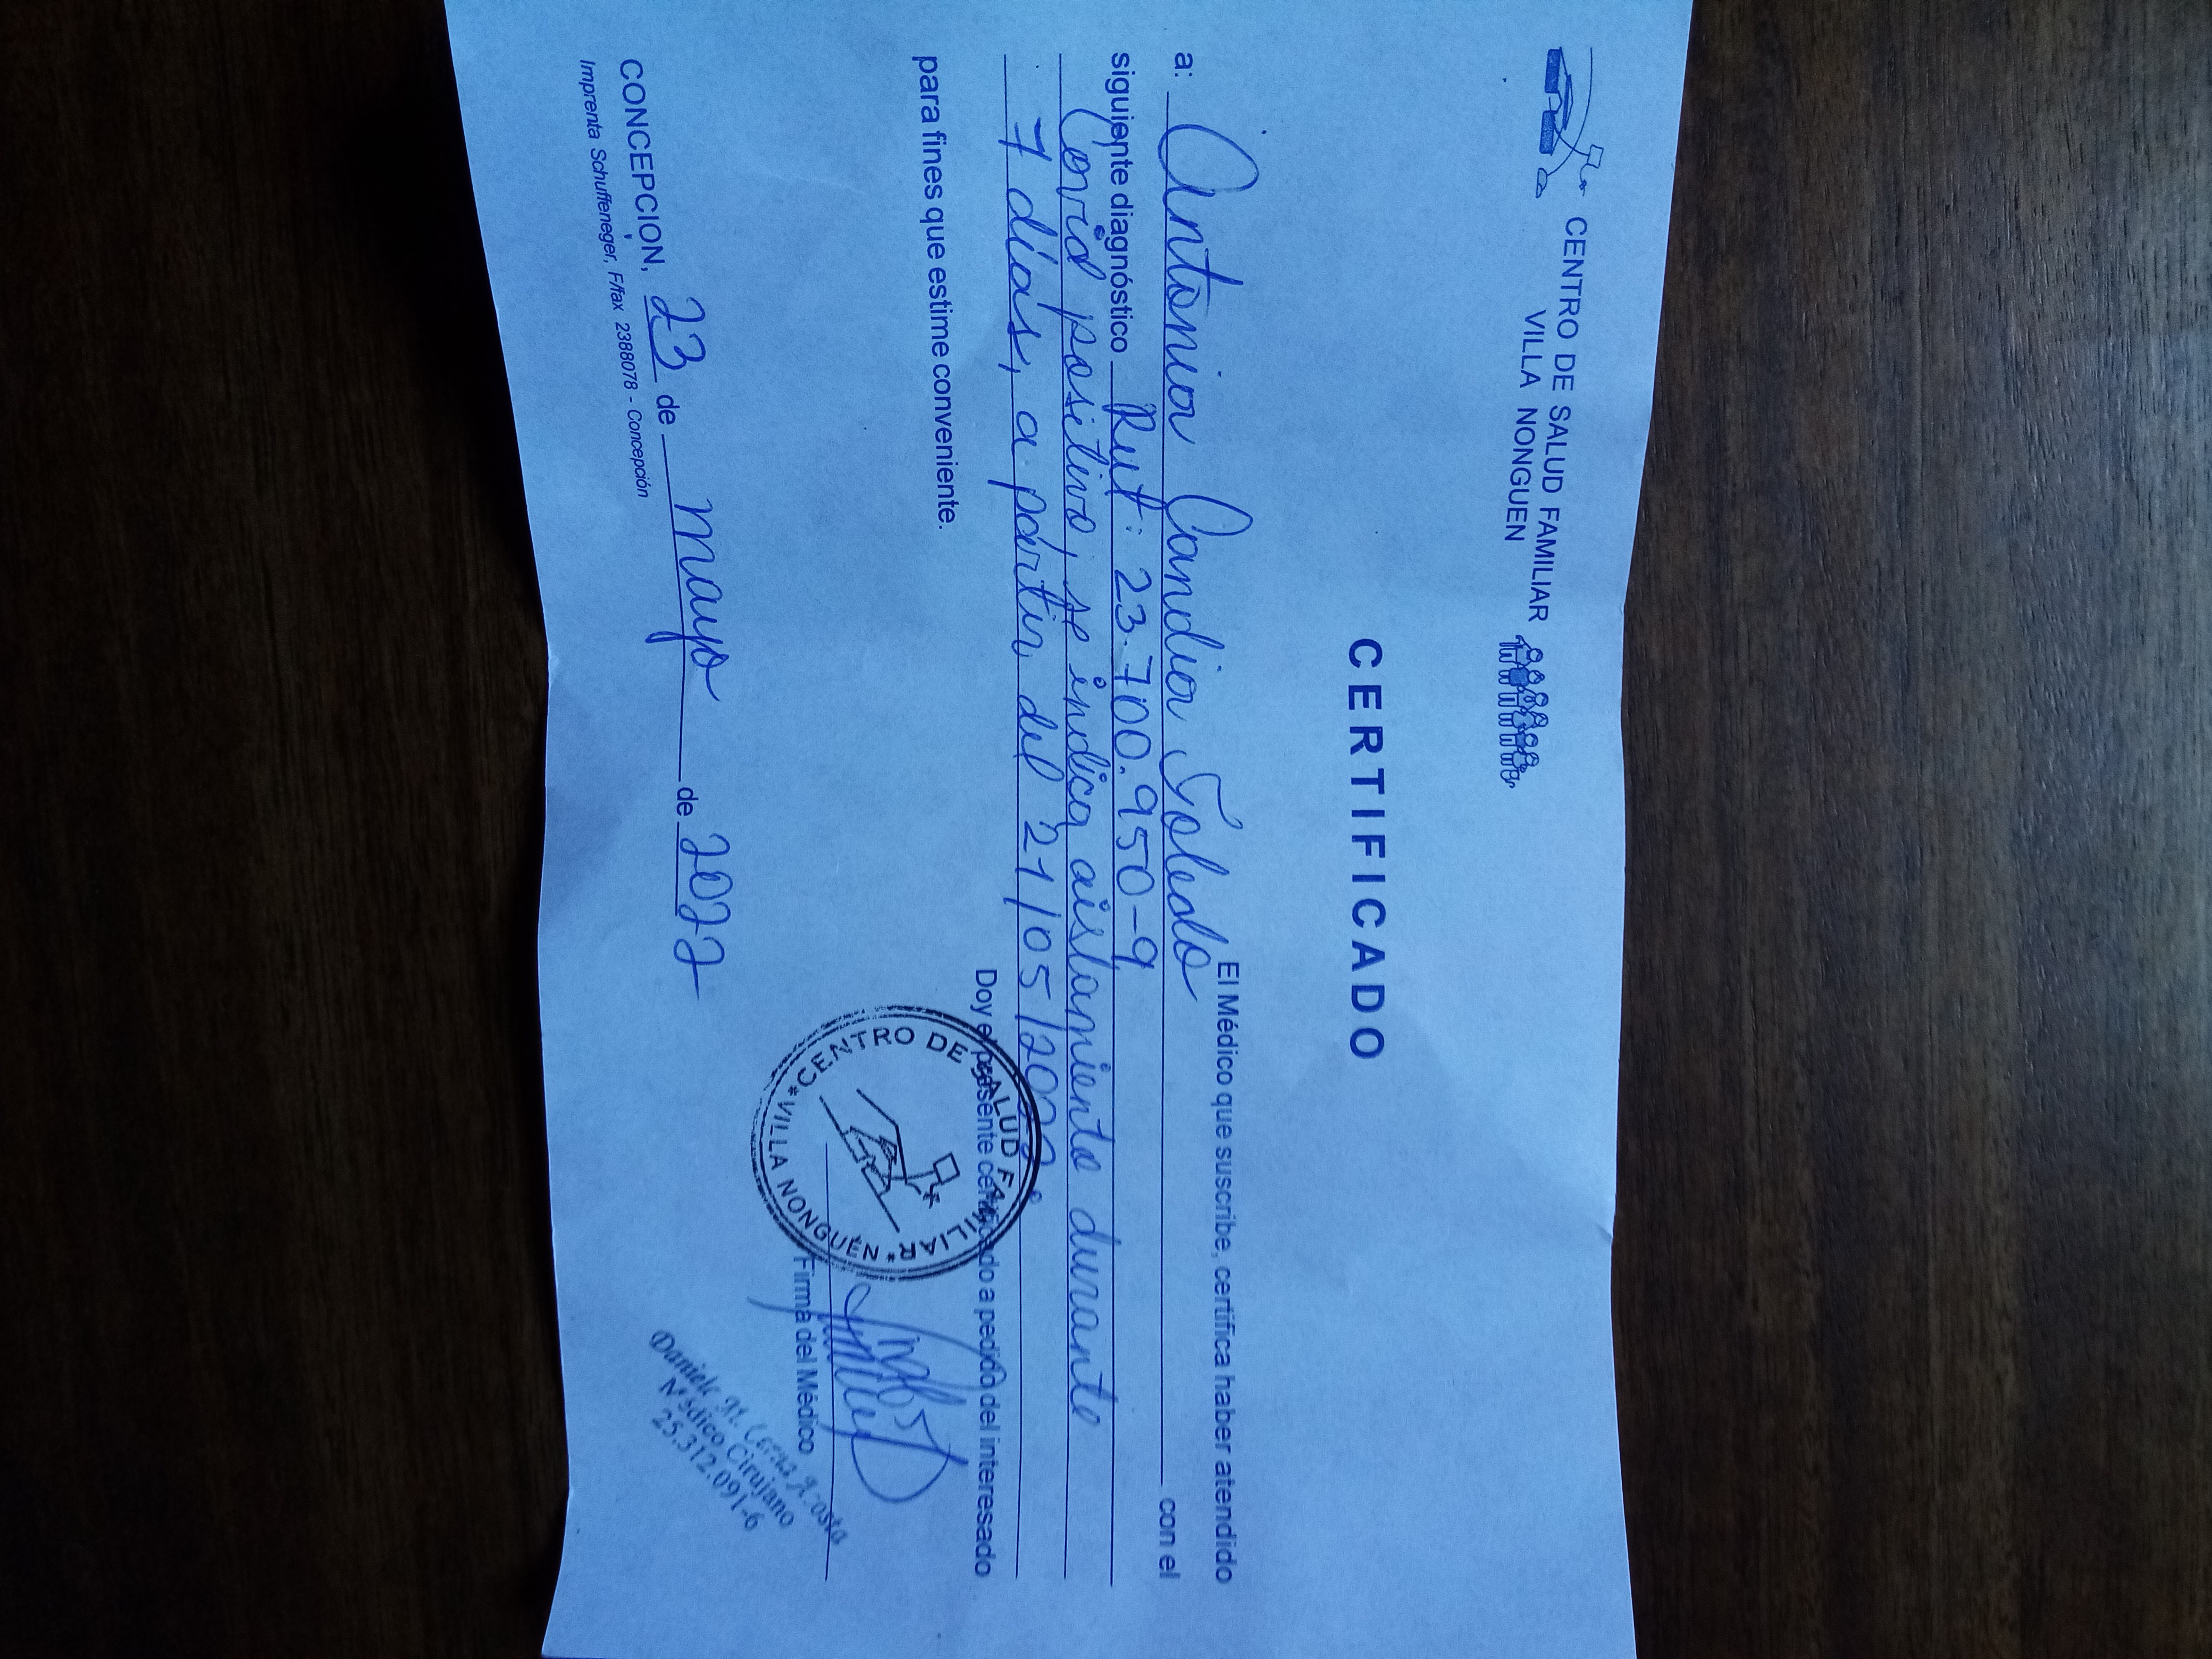 CENTRO DE SALUD FAMILIAR
VILLA NONGUEN
CERTIFICADO
El Médico que suscribe, certifica haber atendido
a: Antonia Candia Toledo con el
siguiente diagnóstico Rut: 23.700.950-9
Covid positivo, se indica aislamiento durante
7 días, a partir del 21/05/2022.
Doy el presente certificado a pedido del interesado
para fines que estime conveniente.
CENTRO DE SALUD FAMILIAR
*VILLA NONGUÉN*
Firma del Médico
Médico Cirujano
25.312.091-6
CONCEPCION, 23 de mayo de 2022
Imprenta Schuffeneger, F/fax 2388078 - Concepción